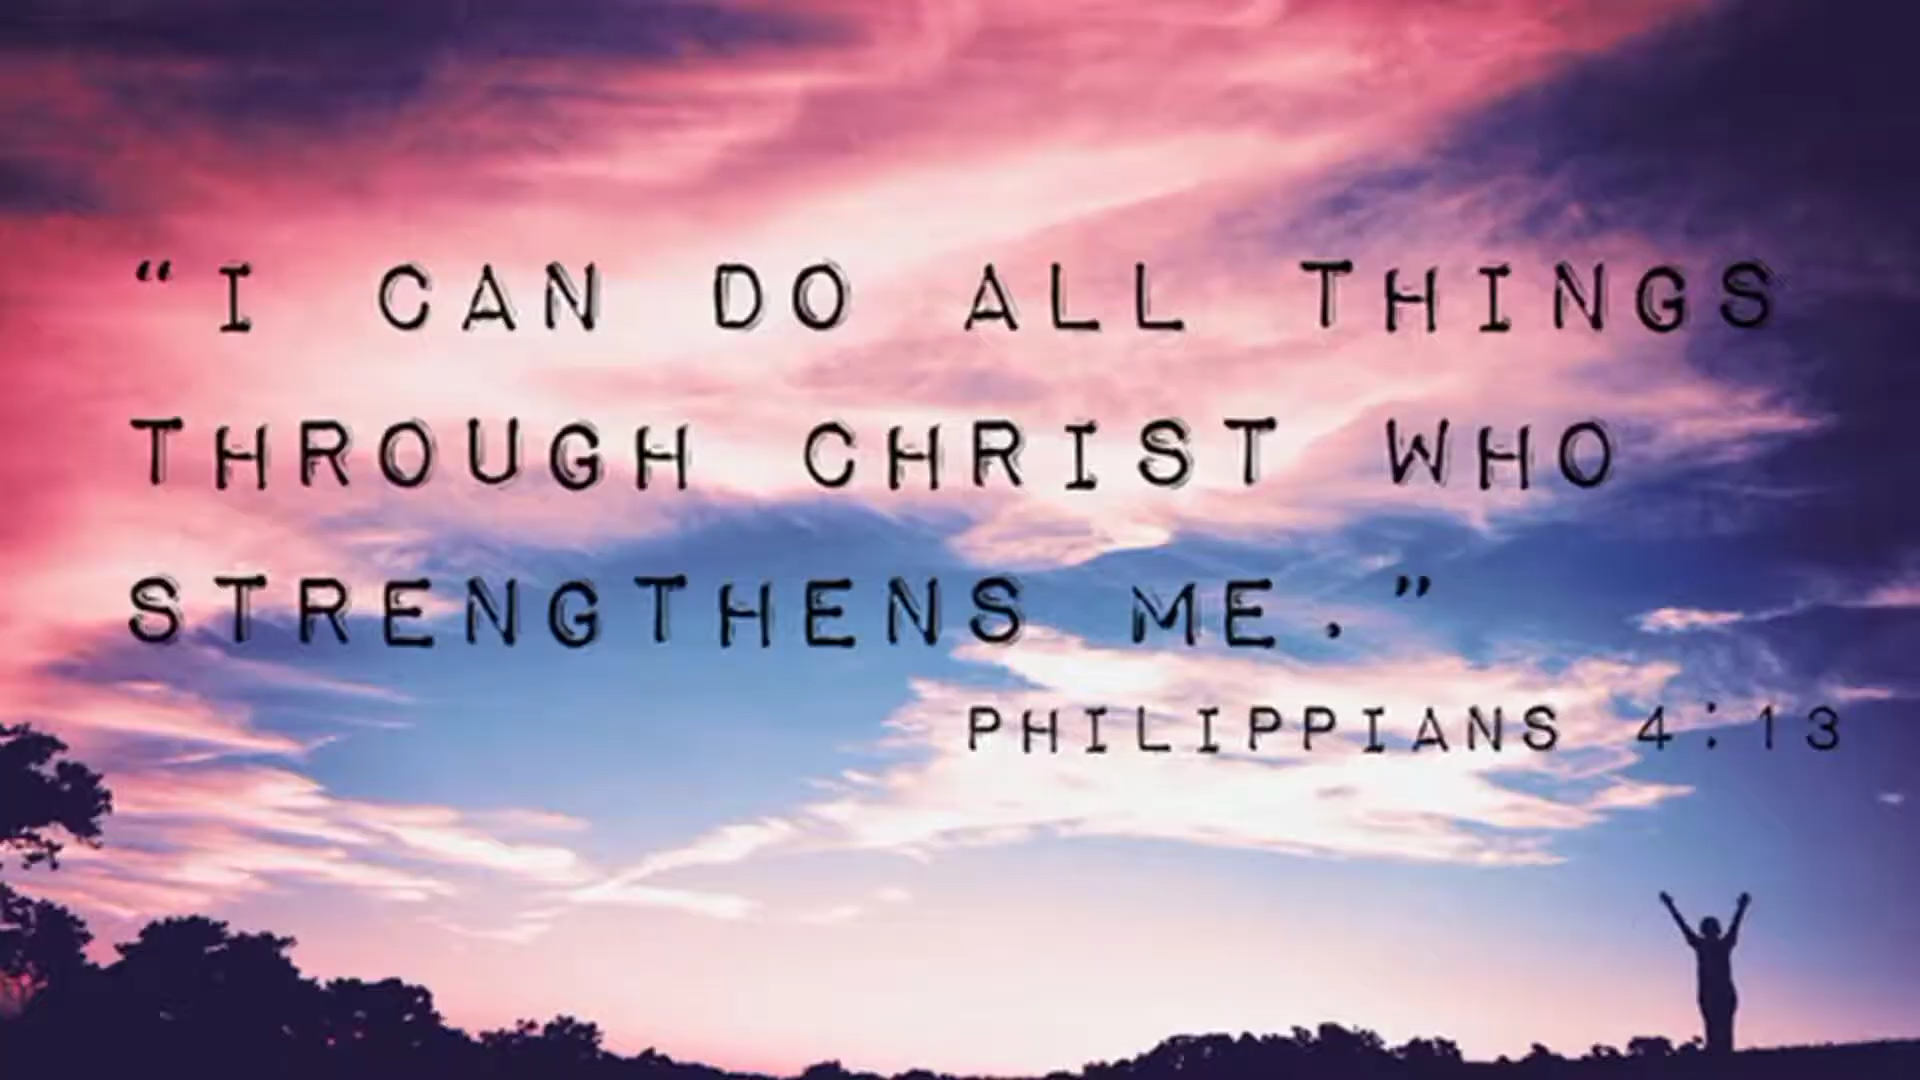 “I CAN DO ALL THINGS
THROUGH CHRIST WHO
STRENGTHENS ME.”
PHILIPPIANS 4:13